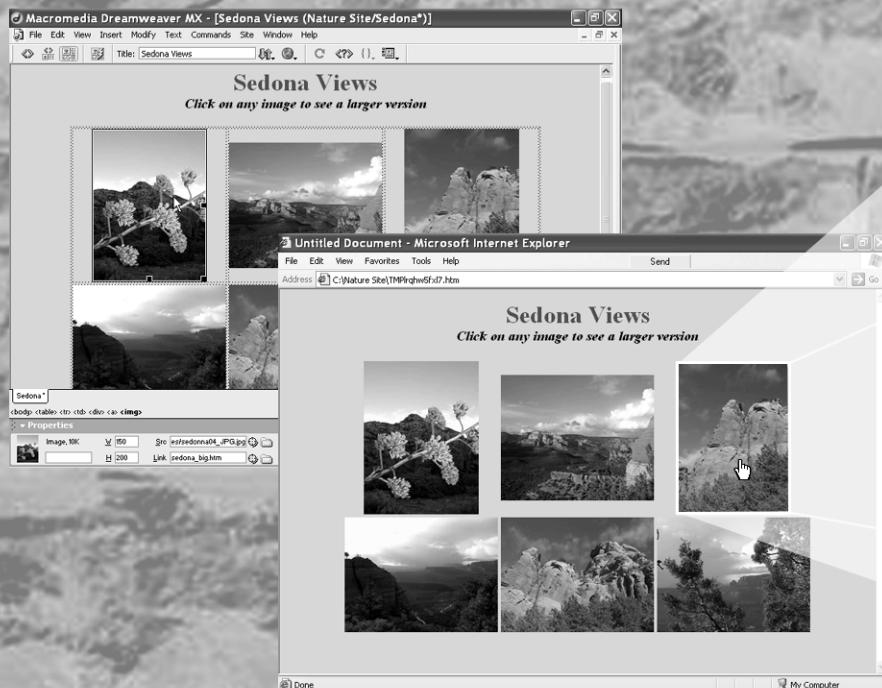 Macromedia Dreamweaver MX - [Sedona Views (Nature Site/Sedona*)]
File Edit View Insert Modify Text Commands Site Window Help
Title: Sedona Views
Sedona Views
Click on any image to see a larger version
Sedona*
<body> <table> <tr> <td> <div> <a> <img>
Properties
Image, 10K W 150 Src es/sedonna04_JPG.jpg
H 200 Link sedona_big.htm
Untitled Document - Microsoft Internet Explorer
File Edit View Favorites Tools Help Send
Address C:\Nature Site\TMPlrqhw5fxl7.htm Go
Sedona Views
Click on any image to see a larger version
Done My Computer